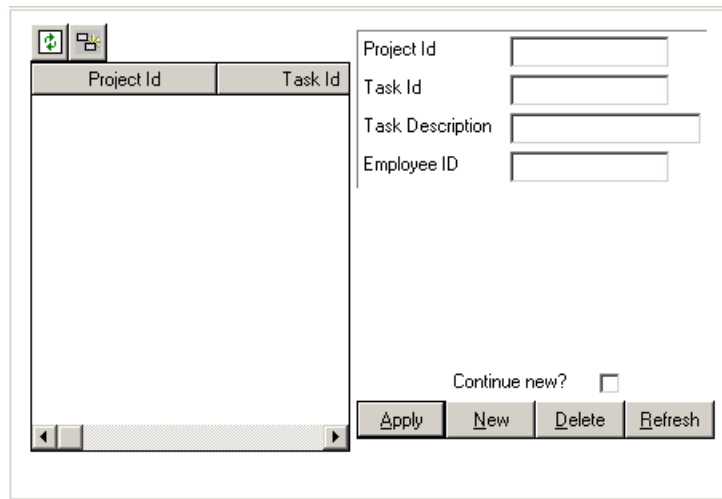 Project Id Task Id
Project Id
Task Id
Task Description
Employee ID
Continue new?
Apply New Delete Refresh